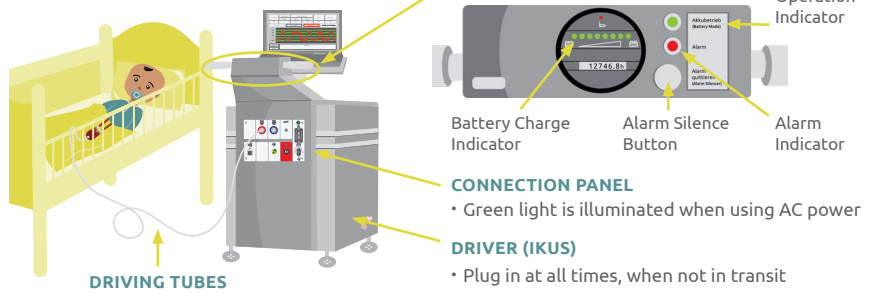 Operation
Indicator
Akkubetrieb
(Battery Mode)
Alarm
Alarm
quittieren
(Alarm Silence)
12746.8h
Battery Charge
Indicator
Alarm Silence
Button
Alarm
Indicator
CONNECTION PANEL
• Green light is illuminated when using AC power
DRIVER (IKUS)
• Plug in at all times, when not in transit
DRIVING TUBES